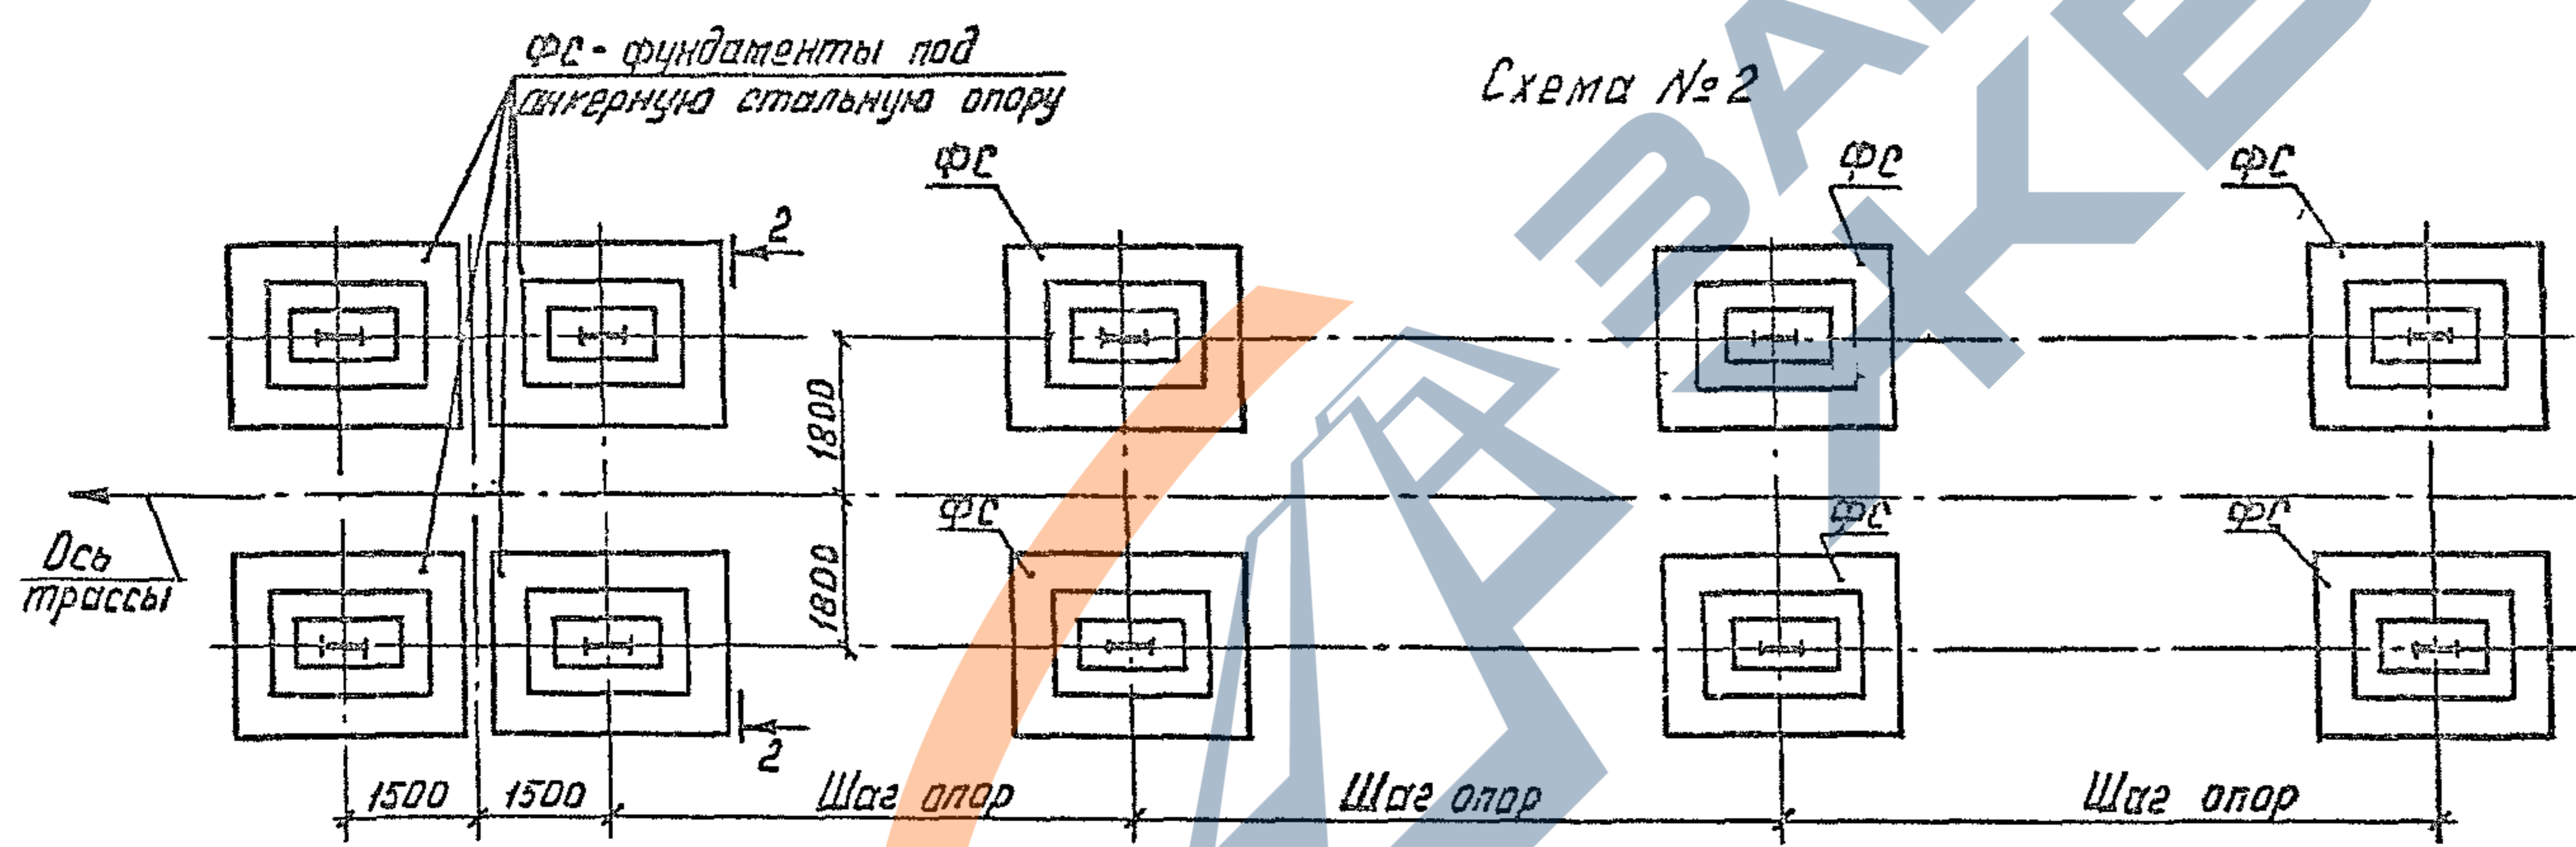 ФС - фундаменты под
анкерную стальную опору
Схема № 2
ФС
ФС
ФС
2
1800
Ось
трассы
1800
ФС
ФС
ФС
2
1500
1500
Шаг опор
Шаг опор
Шаг опор